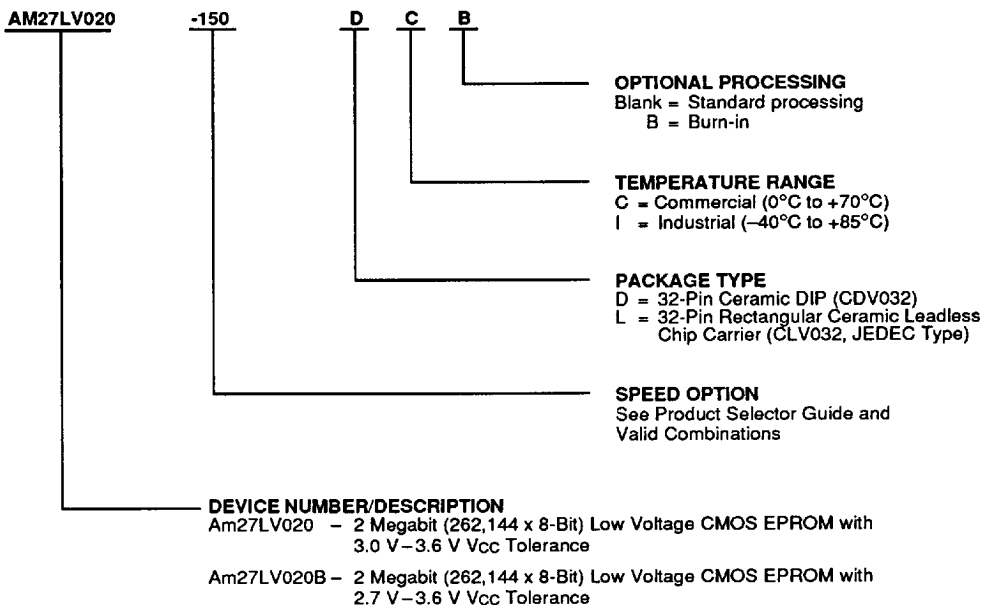 AM27LV020 -150 D C B
OPTIONAL PROCESSING
Blank = Standard processing
B = Burn-in
TEMPERATURE RANGE
C = Commercial (0°C to +70°C)
I = Industrial (–40°C to +85°C)
PACKAGE TYPE
D = 32-Pin Ceramic DIP (CDV032)
L = 32-Pin Rectangular Ceramic Leadless
Chip Carrier (CLV032, JEDEC Type)
SPEED OPTION
See Product Selector Guide and
Valid Combinations
DEVICE NUMBER/DESCRIPTION
Am27LV020 – 2 Megabit (262,144 x 8-Bit) Low Voltage CMOS EPROM with
3.0 V–3.6 V VCC Tolerance
Am27LV020B – 2 Megabit (262,144 x 8-Bit) Low Voltage CMOS EPROM with
2.7 V–3.6 V VCC Tolerance